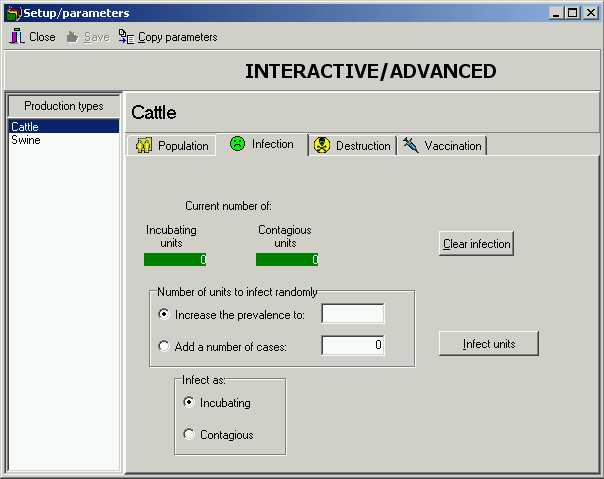 Setup/parameters
Close Save Copy parameters
INTERACTIVE/ADVANCED
Production types
Cattle
Swine
Cattle
Population Infection Destruction Vaccination
Current number of:
Incubating units
0
Contagious units
0
Clear infection
Number of units to infect randomly
Increase the prevalence to:
Add a number of cases: 0
Infect units
Infect as:
Incubating
Contagious